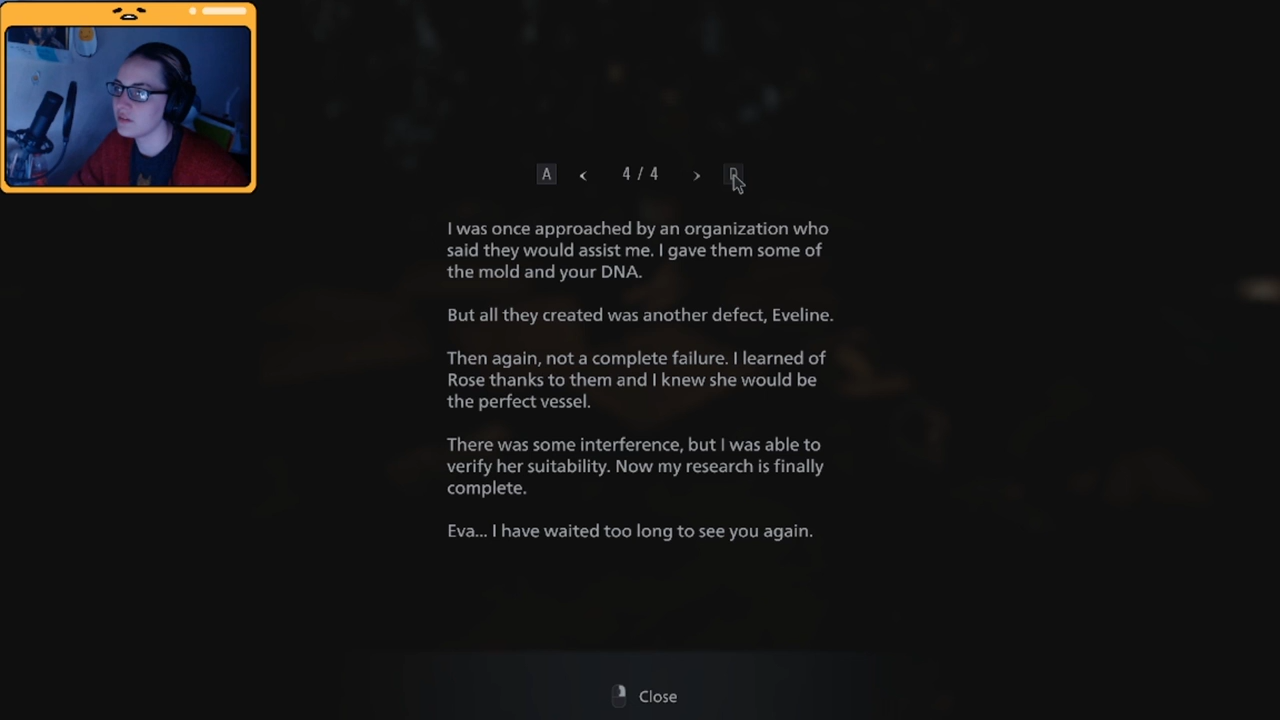 A < 4 / 4 > D
I was once approached by an organization who
said they would assist me. I gave them some of
the mold and your DNA.
But all they created was another defect, Eveline.
Then again, not a complete failure. I learned of
Rose thanks to them and I knew she would be
the perfect vessel.
There was some interference, but I was able to
verify her suitability. Now my research is finally
complete.
Eva... I have waited too long to see you again.
Close